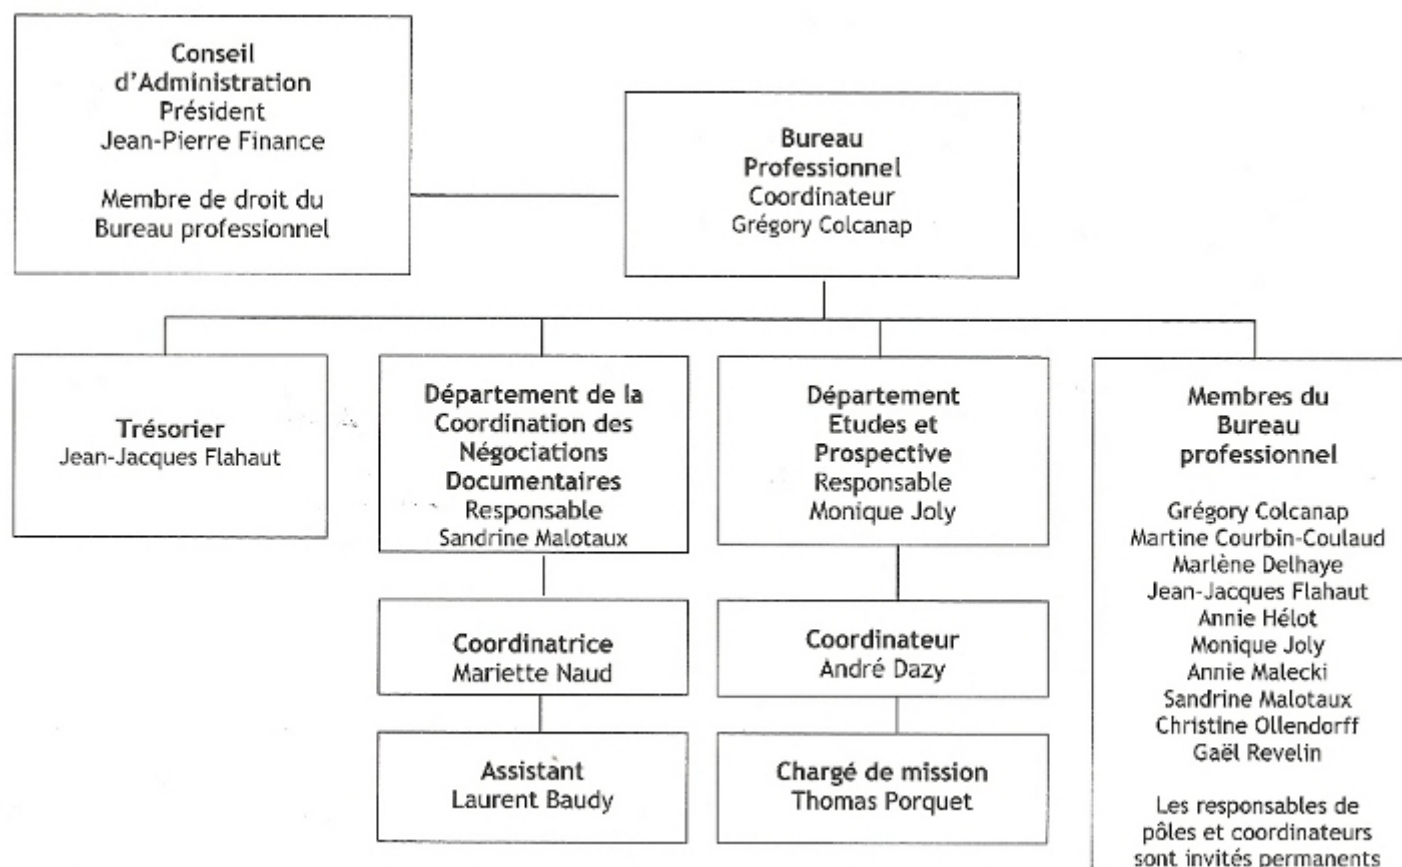 Conseil
d'Administration
Président
Jean-Pierre Finance
Membre de droit du
Bureau professionnel
Bureau
Professionnel
Coordinateur
Grégory Colcanap
Trésorier
Jean-Jacques Flahaut
Département de la
Coordination des
Négociations
Documentaires
Responsable
Sandrine Malotaux
Coordinatrice
Mariette Naud
Assistant
Laurent Baudy
Département
Etudes et
Prospective
Responsable
Monique Joly
Coordinateur
André Dazy
Chargé de mission
Thomas Porquet
Membres du
Bureau
professionnel
Grégory Colcanap
Martine Courbin-Coulaud
Marlène Delhaye
Jean-Jacques Flahaut
Annie Hélot
Monique Joly
Annie Malecki
Sandrine Malotaux
Christine Ollendorff
Gaël Revelin
Les responsables de
pôles et coordinateurs
sont invités permanents